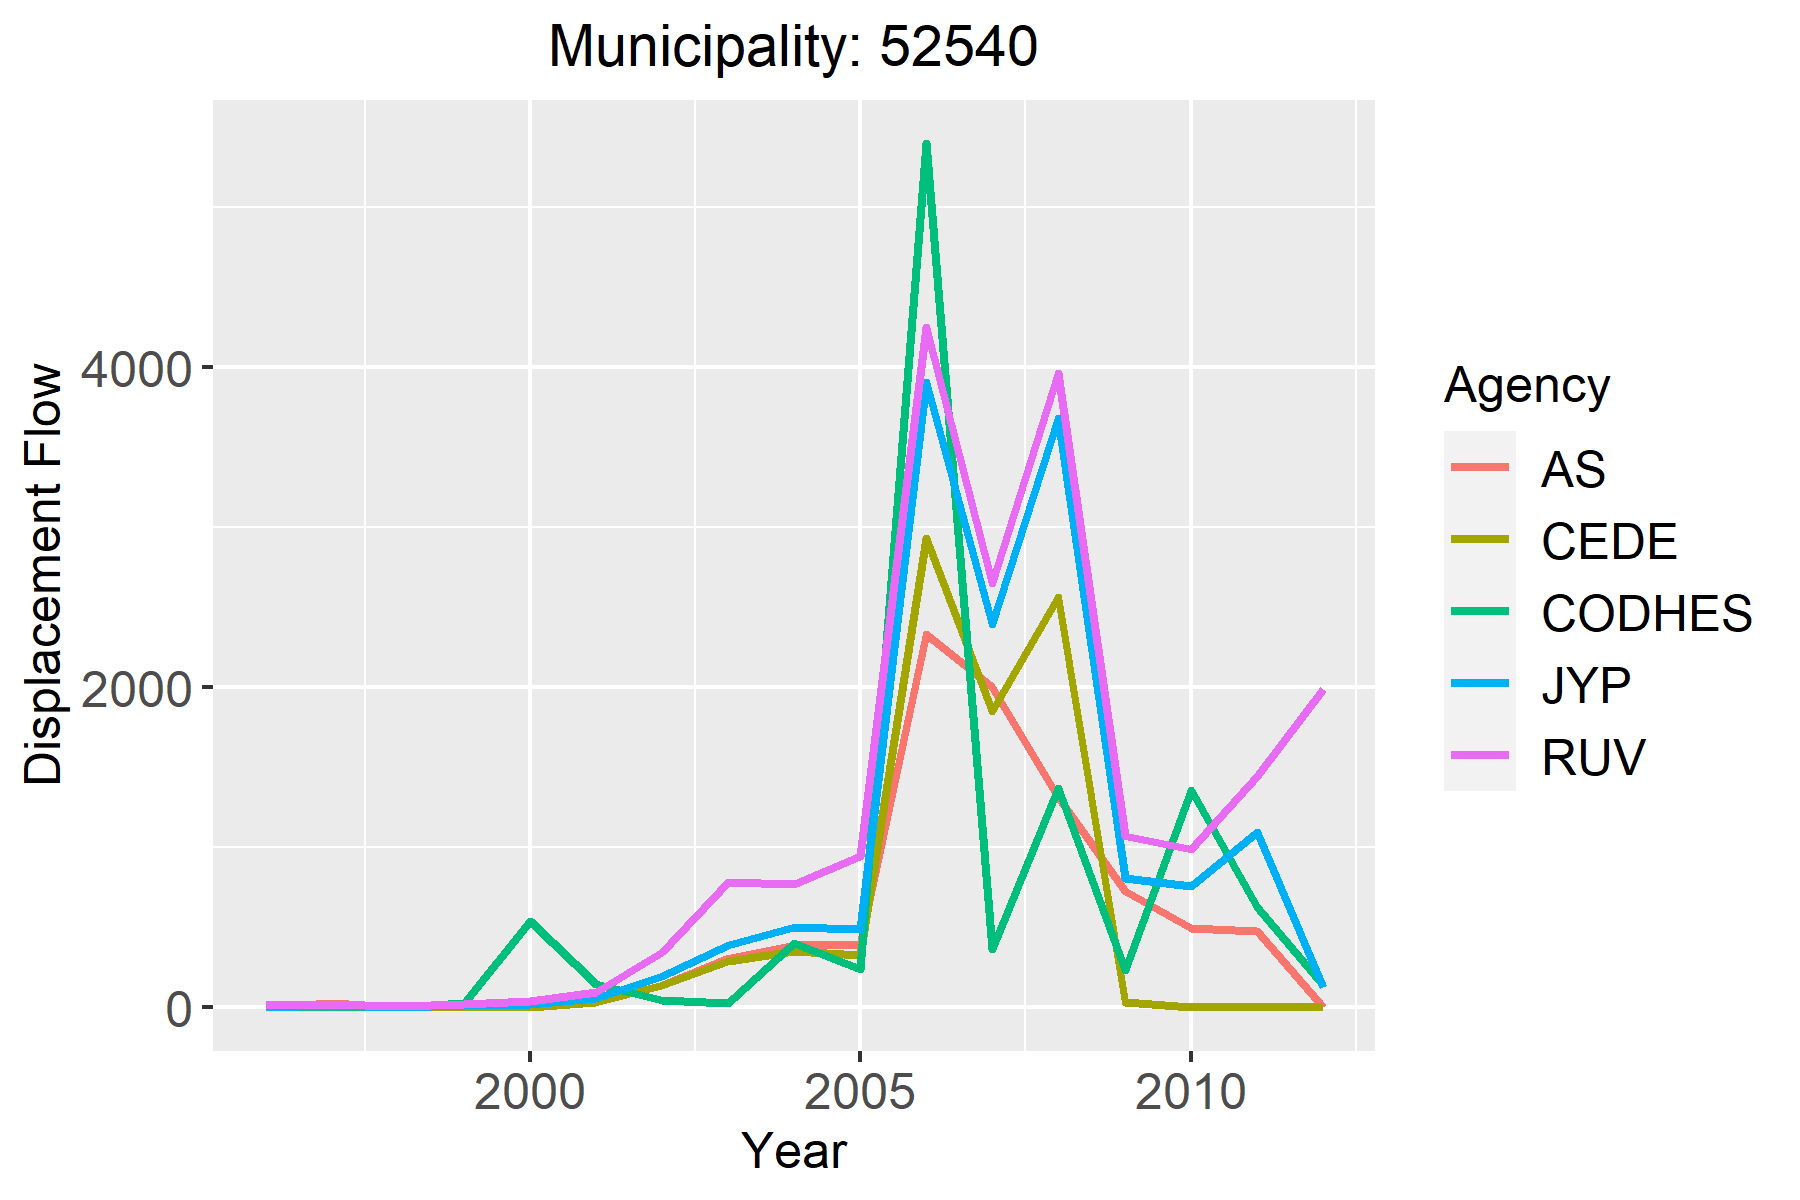 Municipality: 52540
Displacement Flow
4000
2000
0
2000
2005
2010
Year
Agency
AS
CEDE
CODHES
JYP
RUV